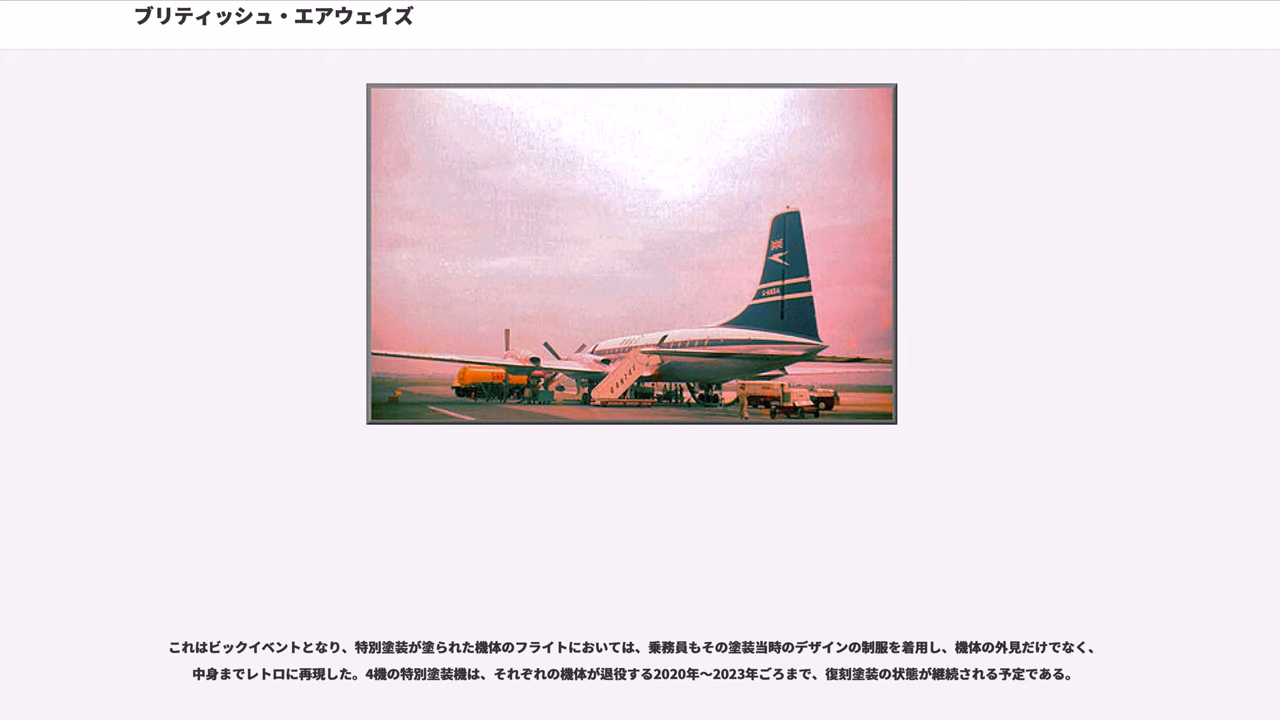 ブリティッシュ・エアウェイズ
これはビックイベントとなり、特別塗装が塗られた機体のフライトにおいては、乗務員もその塗装当時のデザインの制服を着用し、機体の外見だけでなく、
中身までレトロに再現した。4機の特別塗装機は、それぞれの機体が退役する2020年〜2023年ごろまで、復刻塗装の状態が継続される予定である。